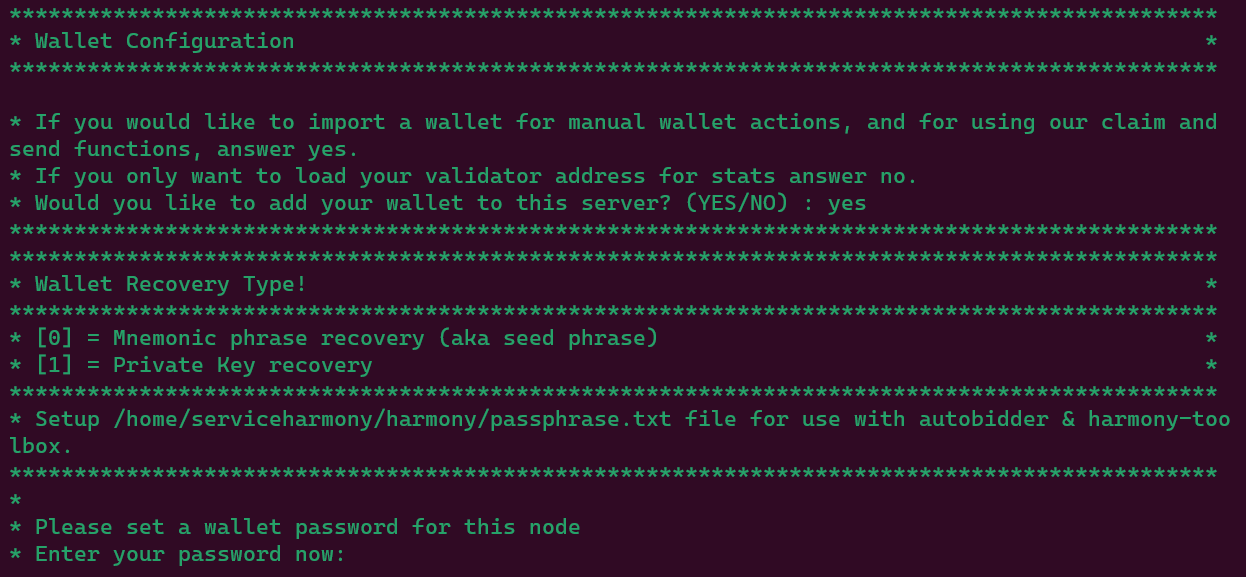 *********************************************************************************************
* Wallet Configuration                                                                      *
*********************************************************************************************

* If you would like to import a wallet for manual wallet actions, and for using our claim and
send functions, answer yes.
* If you only want to load your validator address for stats answer no.
* Would you like to add your wallet to this server? (YES/NO) : yes
*********************************************************************************************
*********************************************************************************************
* Wallet Recovery Type!                                                                     *
*********************************************************************************************
* [0] = Mnemonic phrase recovery (aka seed phrase)                                          *
* [1] = Private Key recovery                                                                *
*********************************************************************************************
* Setup /home/serviceharmony/harmony/passphrase.txt file for use with autobidder & harmony-too
lbox.
*********************************************************************************************
*
* Please set a wallet password for this node
* Enter your password now: